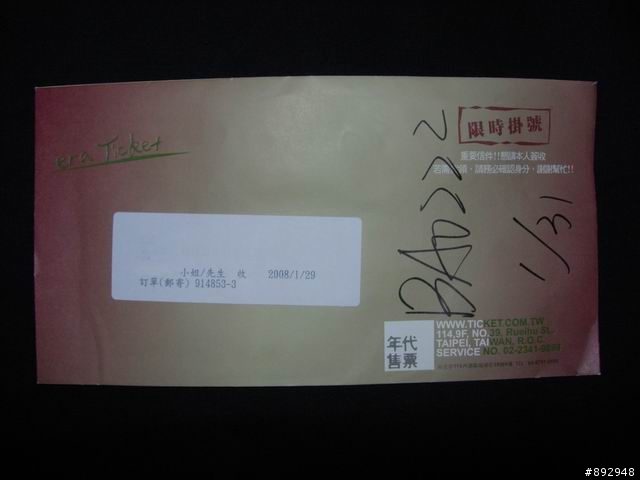 era Ticket
限時掛號
重要信件!!懇請本人簽收
若需代領，請務必確認身分，謝謝幫忙!!
BA0222
1/31
小姐/先生 收 2008/1/29
訂單(郵寄) 914853-3
年代
售票
WWW.TICKET.COM.TW
114,9F, NO.39, Rueihu St.,
TAIPEI, TAIWAN, R.O.C.
SERVICE NO. 02-2341-9898
#892948